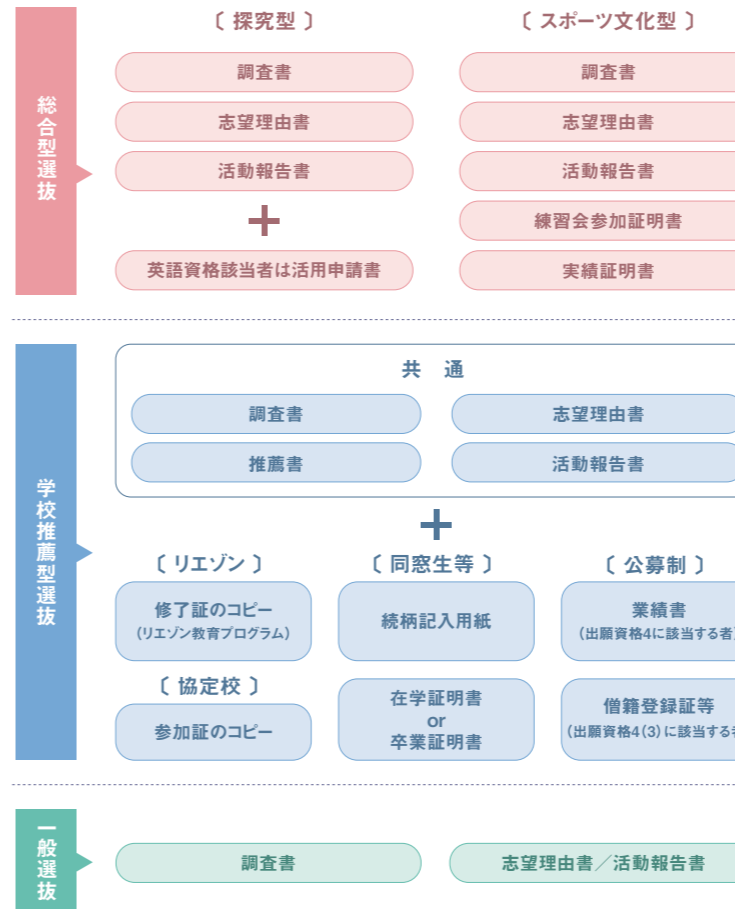 総合型選抜
〔 探究型 〕
調査書
志望理由書
活動報告書
+
英語資格該当者は活用申請書
〔 スポーツ文化型 〕
調査書
志望理由書
活動報告書
練習会参加証明書
実績証明書
学校推薦型選抜
共 通
調査書
志望理由書
推薦書
活動報告書
+
〔 リエゾン 〕
修了証のコピー
(リエゾン教育プログラム)
〔 協定校 〕
参加証のコピー
〔 同窓生等 〕
続柄記入用紙
在学証明書
or
卒業証明書
〔 公募制 〕
業績書
(出願資格4に該当する者)
僧籍登録証等
(出願資格4(3)に該当する
一般選抜
調査書
志望理由書／活動報告書